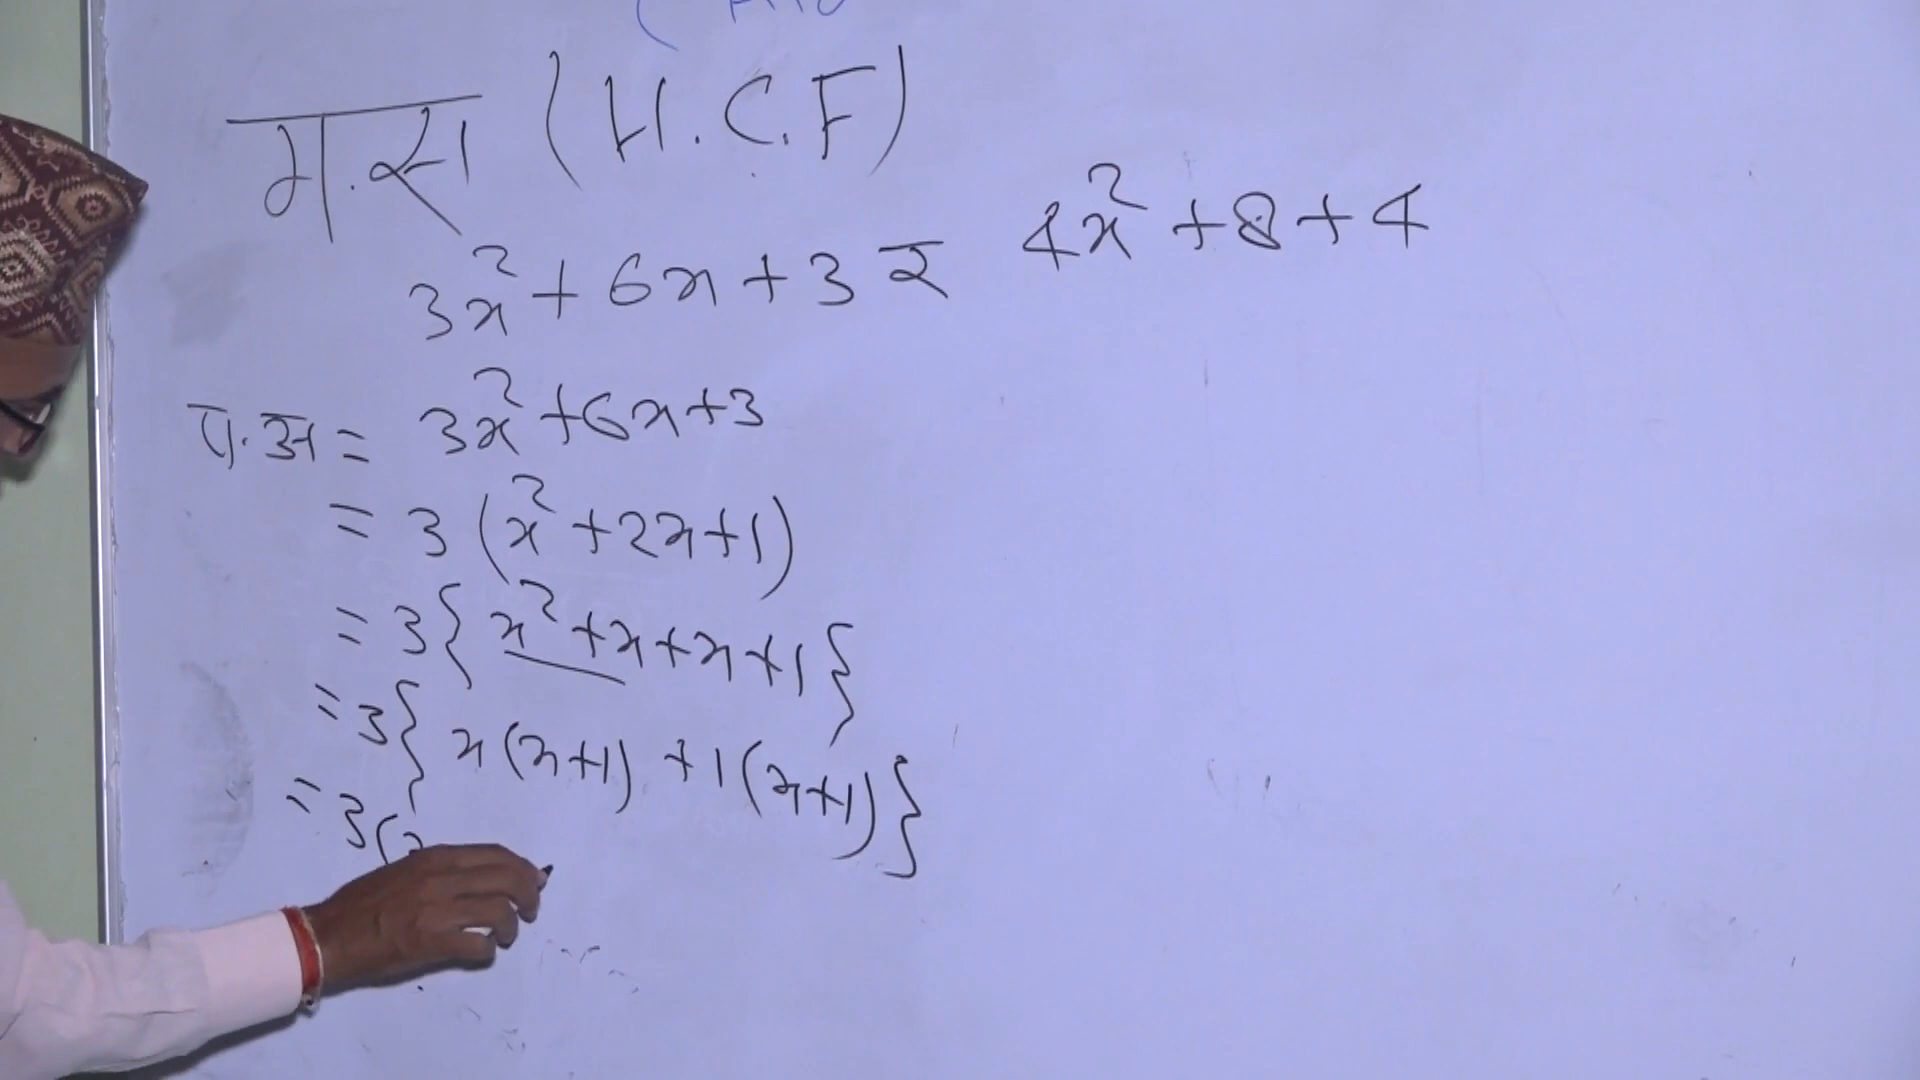 म.स (H.C.F)
3x² + 6x + 3 र 4x² + 8 + 4
प.अ = 3x² + 6x + 3
= 3 (x² + 2x + 1)
= 3{ x² + x + x + 1}
= 3{ x(x+1) + 1(x+1)}
= 3(